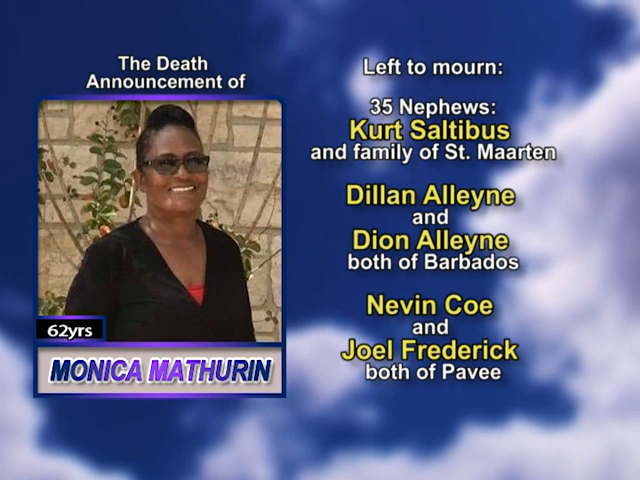 The Death
Announcement of
62yrs
MONICA MATHURIN
Left to mourn:
35 Nephews:
Kurt Saltibus
and family of St. Maarten
Dillan Alleyne
and
Dion Alleyne
both of Barbados
Nevin Coe
and
Joel Frederick
both of Pavee